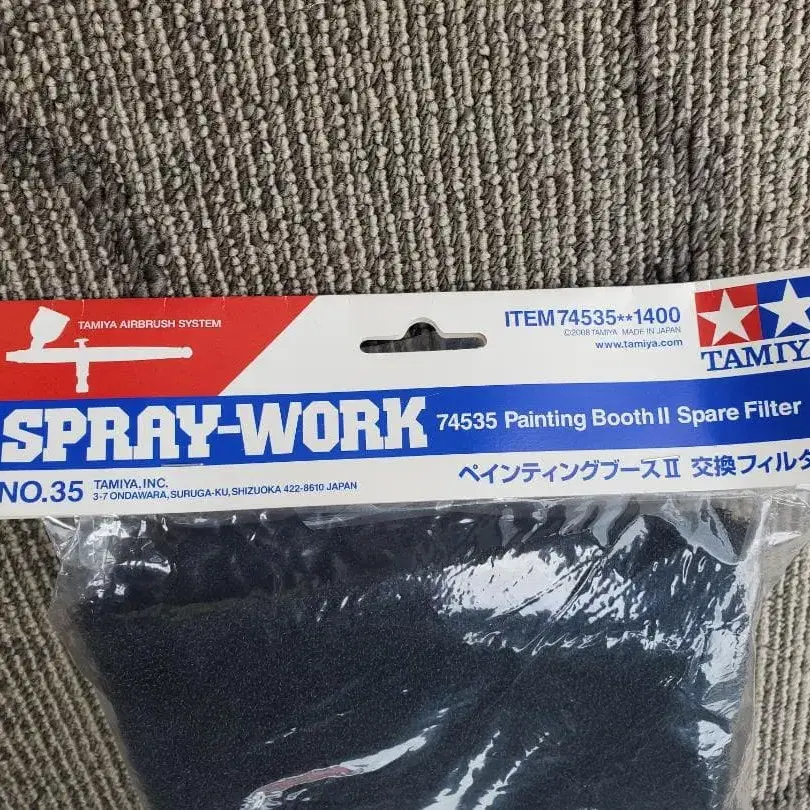 TAMIYA AIRBRUSH SYSTEM
ITEM74535**1400
©2008 TAMIYA MADE IN JAPAN
www.tamiya.com
TAMIY
SPRAY-WORK
74535 Painting Booth II Spare Filter
NO.35
TAMIYA, INC.
3-7 ONDAWARA, SURUGA-KU, SHIZUOKA 422-8610 JAPAN
ペインティングブースII 交換フィルタ